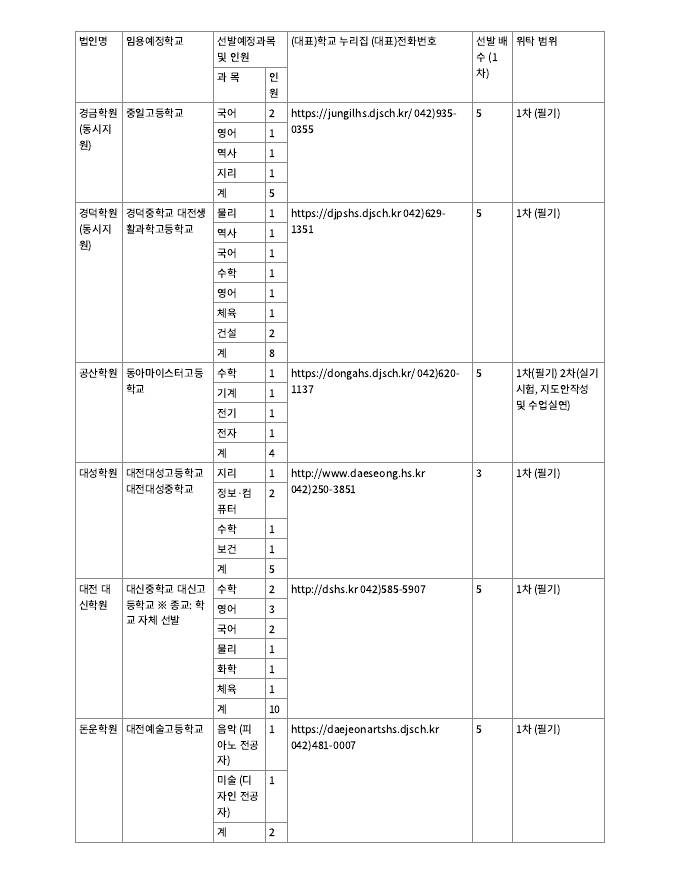 법인명 임용예정학교 선발예정과목 및 인원 (대표)학교 누리집 (대표)전화번호 선발 배수 (1차) 위탁 범위
과 목 인원
경금학원 (동시지원) 중일고등학교 국어 2 https://jungilhs.djsch.kr/ 042)935-0355 5 1차 (필기)
영어 1
역사 1
지리 1
계 5
경덕학원 (동시지원) 경덕중학교 대전생활과학고등학교 물리 1 https://djpshs.djsch.kr 042)629-1351 5 1차 (필기)
역사 1
국어 1
수학 1
영어 1
체육 1
건설 2
계 8
공산학원 동아마이스터고등학교 수학 1 https://dongahs.djsch.kr/ 042)620-1137 5 1차(필기) 2차(실기시험, 지도안작성 및 수업실연)
기계 1
전기 1
전자 1
계 4
대성학원 대전대성고등학교 대전대성중학교 지리 1 http://www.daeseong.hs.kr 042)250-3851 3 1차 (필기)
정보·컴퓨터 2
수학 1
보건 1
계 5
대전 대신학원 대신중학교 대신고등학교 ※ 종교: 학교 자체 선발 수학 2 http://dshs.kr 042)585-5907 5 1차 (필기)
영어 3
국어 2
물리 1
화학 1
체육 1
계 10
돈운학원 대전예술고등학교 음악 (피아노 전공자) 1 https://daejeonartshs.djsch.kr 042)481-0007 5 1차 (필기)
미술 (디자인 전공자) 1
계 2